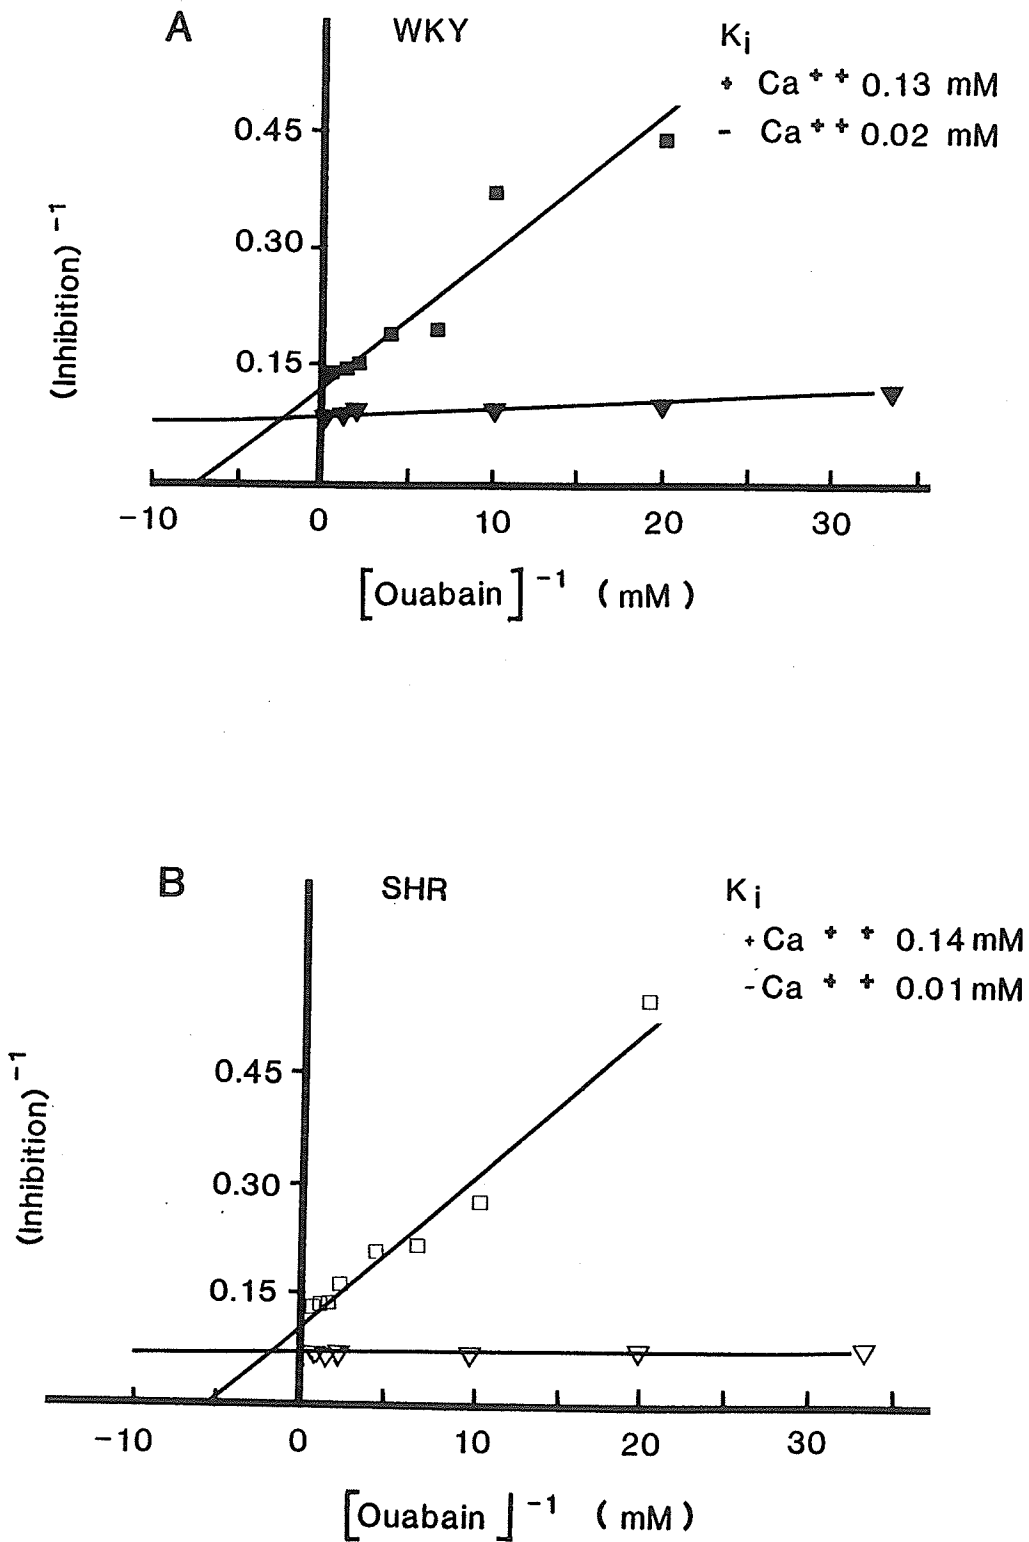 A WKY
Ki
+ Ca++ 0.13 mM
- Ca++ 0.02 mM
0.45
0.30
0.15
(Inhibition)-1
-10 0 10 20 30
[Ouabain]-1 (mM)
B SHR
Ki
+Ca ++ 0.14 mM
-Ca ++ 0.01 mM
0.45
0.30
0.15
(Inhibition)-1
-10 0 10 20 30
[Ouabain]-1 (mM)